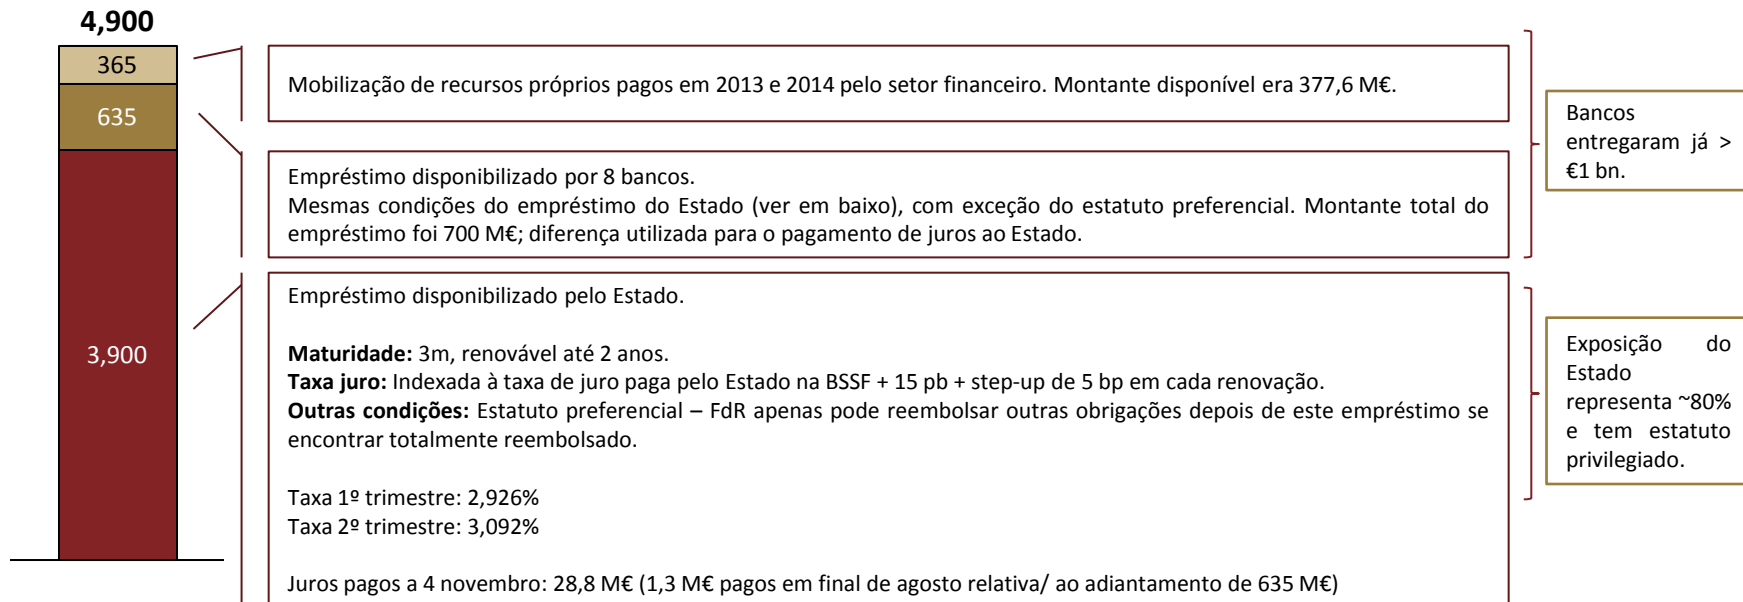 4,900
365
635
3,900
Mobilização de recursos próprios pagos em 2013 e 2014 pelo setor financeiro. Montante disponível era 377,6 M€.
Empréstimo disponibilizado por 8 bancos.
Mesmas condições do empréstimo do Estado (ver em baixo), com exceção do estatuto preferencial. Montante total do
empréstimo foi 700 M€; diferença utilizada para o pagamento de juros ao Estado.
Bancos
entregaram já >
€1 bn.
Empréstimo disponibilizado pelo Estado.
Maturidade: 3m, renovável até 2 anos.
Taxa juro: Indexada à taxa de juro paga pelo Estado na BSSF + 15 pb + step-up de 5 bp em cada renovação.
Outras condições: Estatuto preferencial – FdR apenas pode reembolsar outras obrigações depois de este empréstimo se
encontrar totalmente reembolsado.
Taxa 1º trimestre: 2,926%
Taxa 2º trimestre: 3,092%
Juros pagos a 4 novembro: 28,8 M€ (1,3 M€ pagos em final de agosto relativa/ ao adiantamento de 635 M€)
Exposição do
Estado
representa ~80%
e tem estatuto
privilegiado.